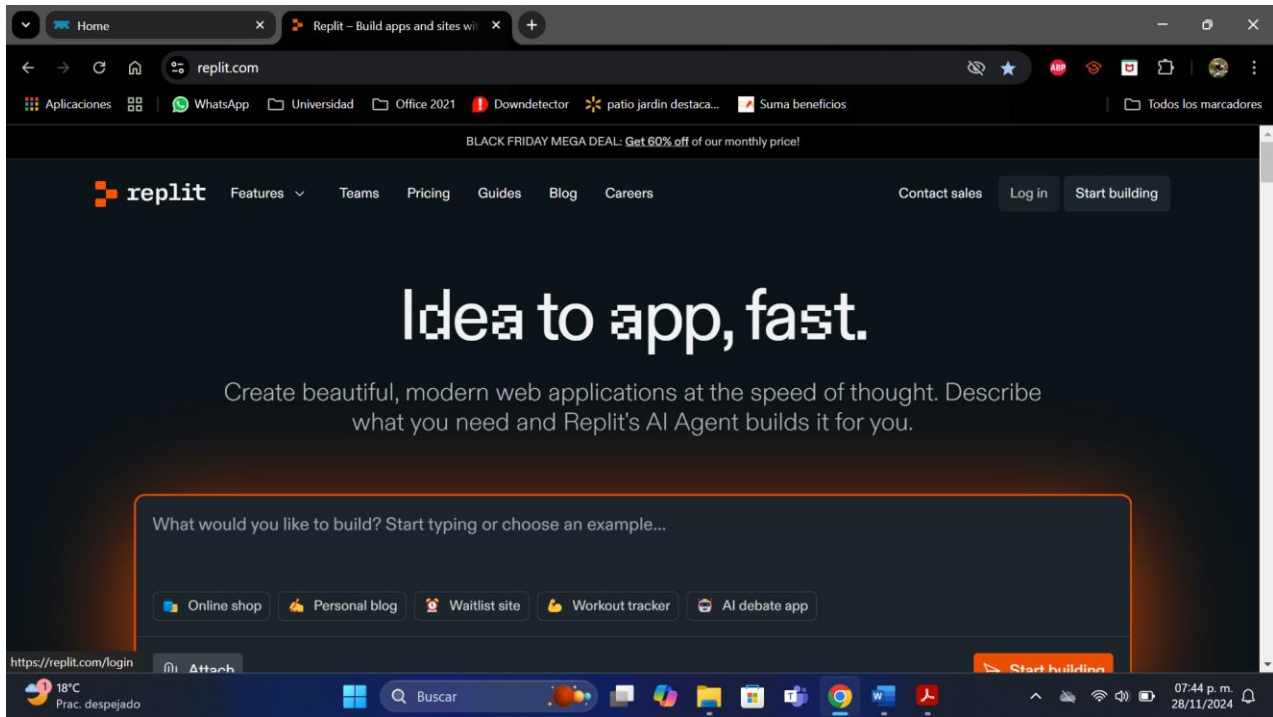 Home
Replit – Build apps and sites wit
replit.com
ABP
Aplicaciones WhatsApp Universidad Office 2021 Downdetector patio jardin destaca... Suma beneficios Todos los marcadores
BLACK FRIDAY MEGA DEAL: Get 60% off of our monthly price!
replit Features Teams Pricing Guides Blog Careers Contact sales Log in Start building
Idea to app, fast.
Create beautiful, modern web applications at the speed of thought. Describe
what you need and Replit's AI Agent builds it for you.
What would you like to build? Start typing or choose an example...
Online shop Personal blog Waitlist site Workout tracker AI debate app
https://replit.com/login
Attach Start building
1 18°C
Prac. despejado
Buscar
07:44 p. m.
28/11/2024